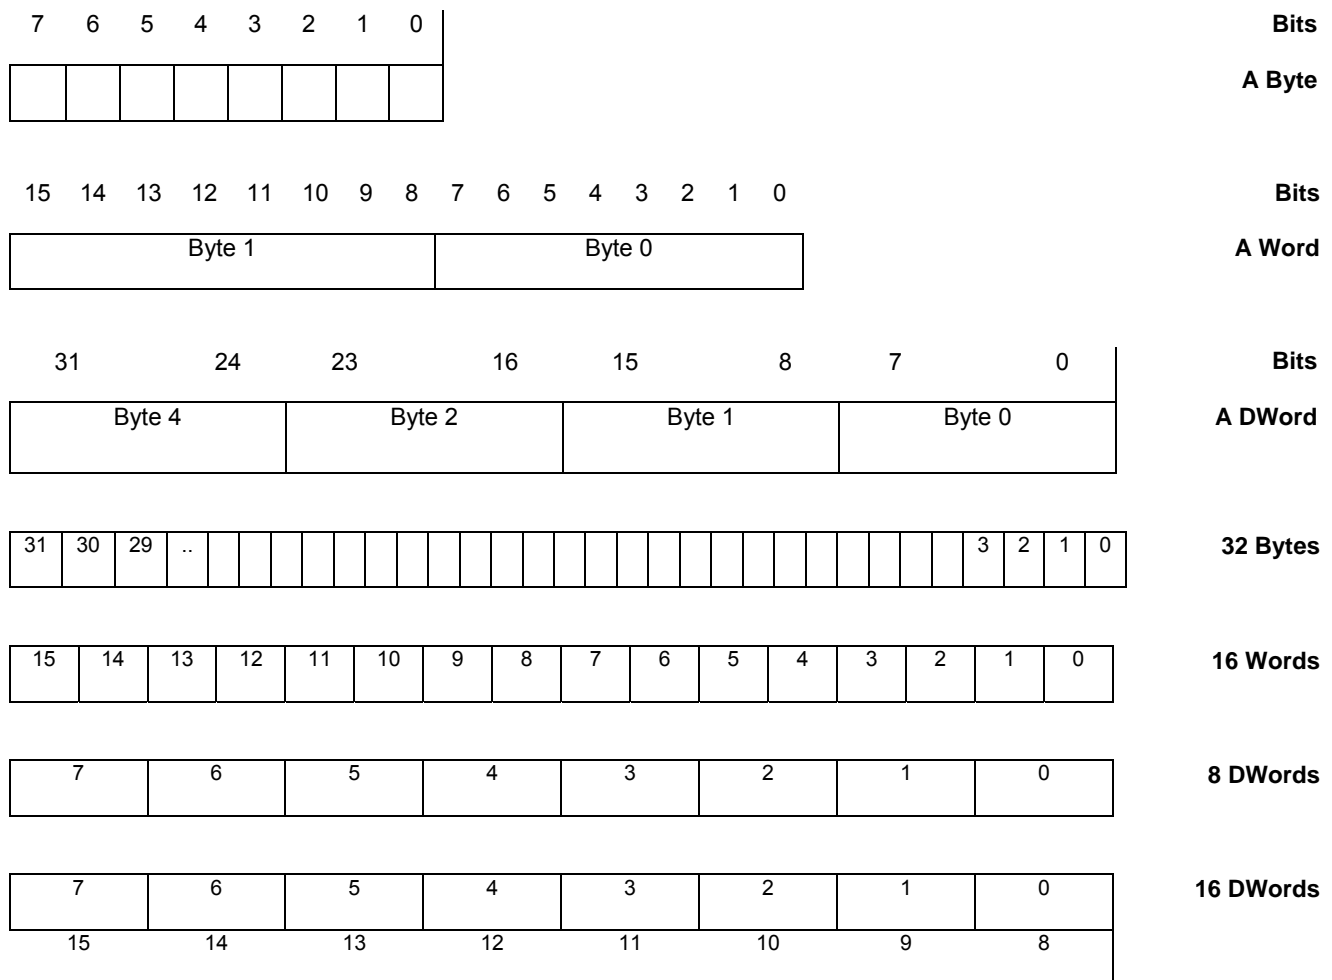 7 6 5 4 3 2 1 0 Bits
A Byte
15 14 13 12 11 10 9 8 7 6 5 4 3 2 1 0 Bits
Byte 1 Byte 0 A Word
31 24 23 16 15 8 7 0 Bits
Byte 4 Byte 2 Byte 1 Byte 0 A DWord
31 30 29 .. 3 2 1 0 32 Bytes
15 14 13 12 11 10 9 8 7 6 5 4 3 2 1 0 16 Words
7 6 5 4 3 2 1 0 8 DWords
7 6 5 4 3 2 1 0 16 DWords
15 14 13 12 11 10 9 8